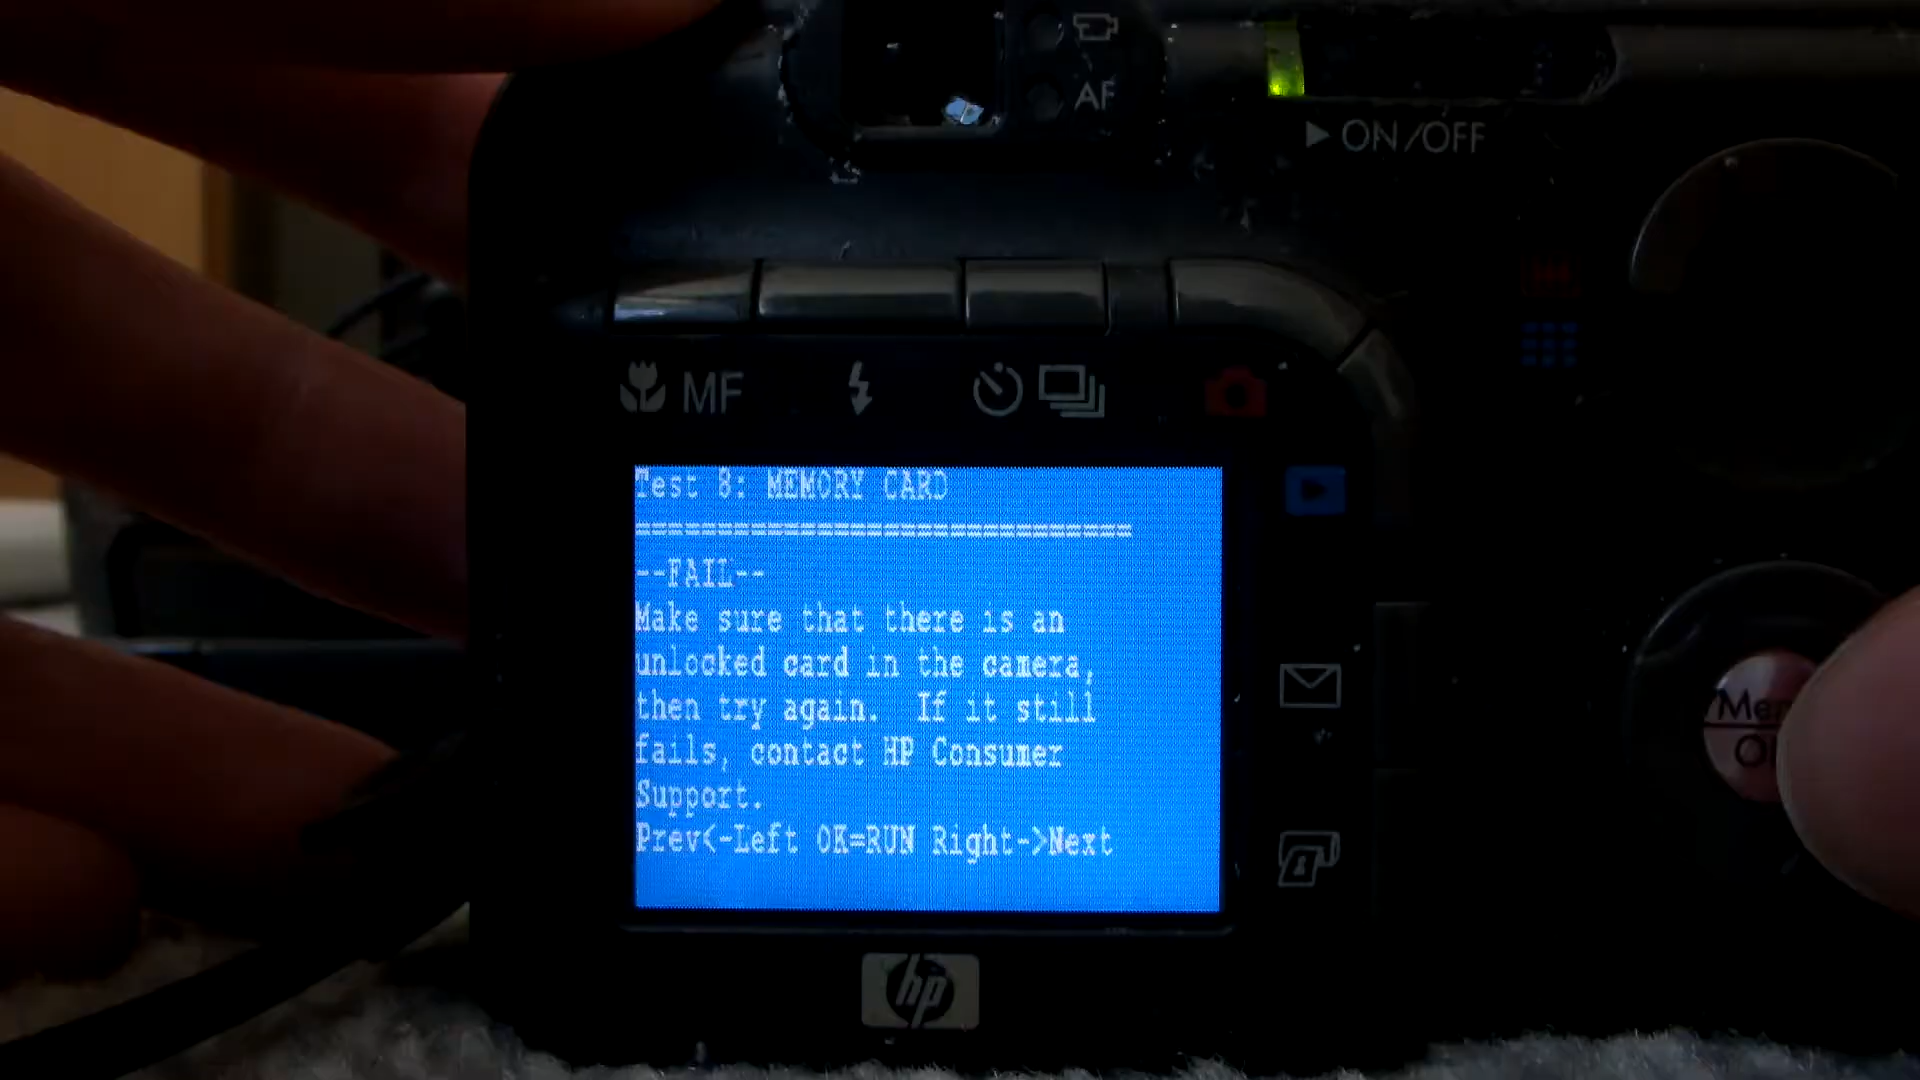 AF
▶ ON/OFF
MF
Test 8: MEMORY CARD
===============================
--FAIL--
Make sure that there is an
unlocked card in the camera,
then try again.  If it still
fails, contact HP Consumer
Support.
Prev<-Left OK=RUN Right->Next
hp